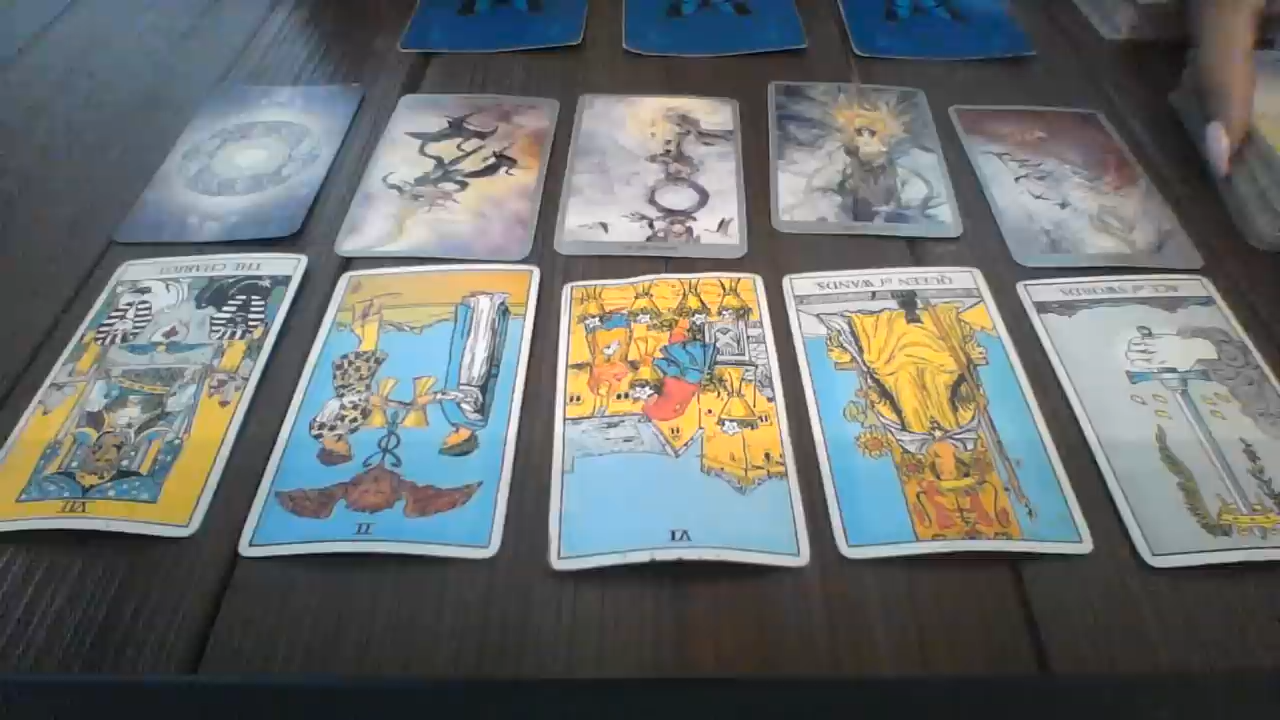 THE CHARIOT
QUEEN of WANDS
ACE of SWORDS
VII
II
VI